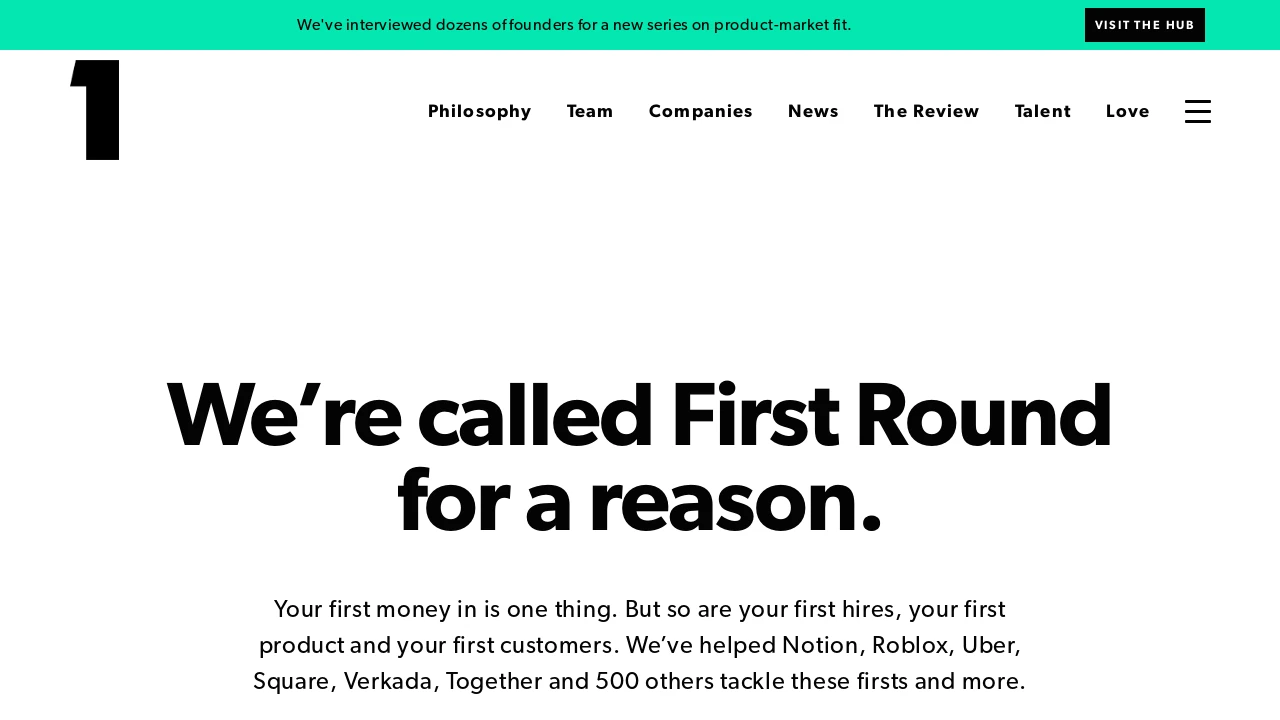 We've interviewed dozens of founders for a new series on product-market fit.
VISIT THE HUB
1
Philosophy Team Companies News The Review Talent Love
We’re called First Round
for a reason.
Your first money in is one thing. But so are your first hires, your first
product and your first customers. We’ve helped Notion, Roblox, Uber,
Square, Verkada, Together and 500 others tackle these firsts and more.